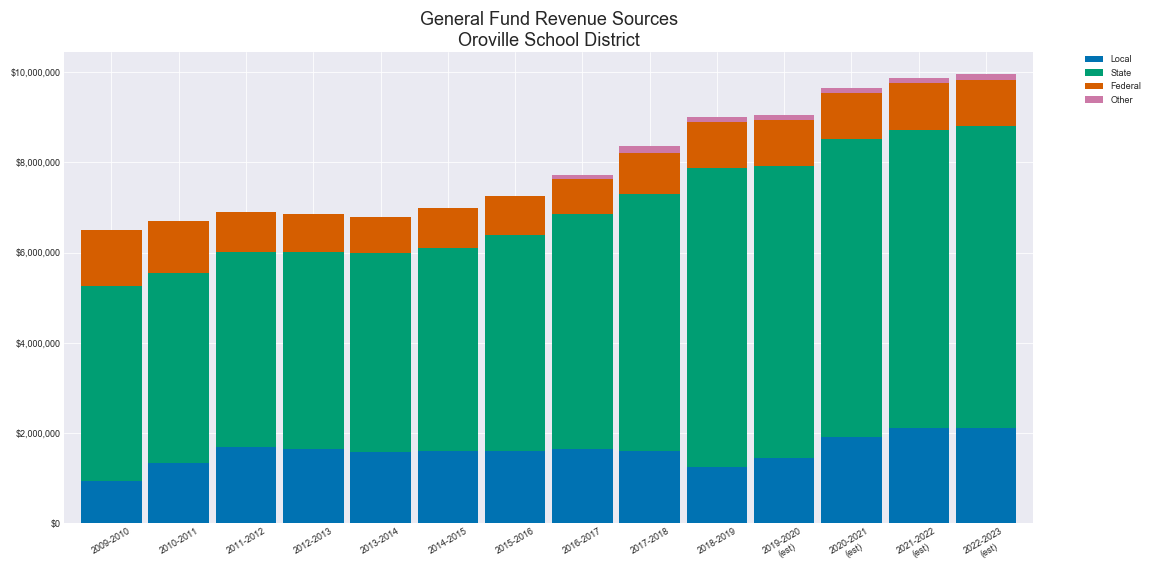 General Fund Revenue Sources
Oroville School District
$10,000,000
$8,000,000
$6,000,000
$4,000,000
$2,000,000
$0
2009-2010
2010-2011
2011-2012
2012-2013
2013-2014
2014-2015
2015-2016
2016-2017
2017-2018
2018-2019
2019-2020
(est)
2020-2021
(est)
2021-2022
(est)
2022-2023
(est)
Local
State
Federal
Other